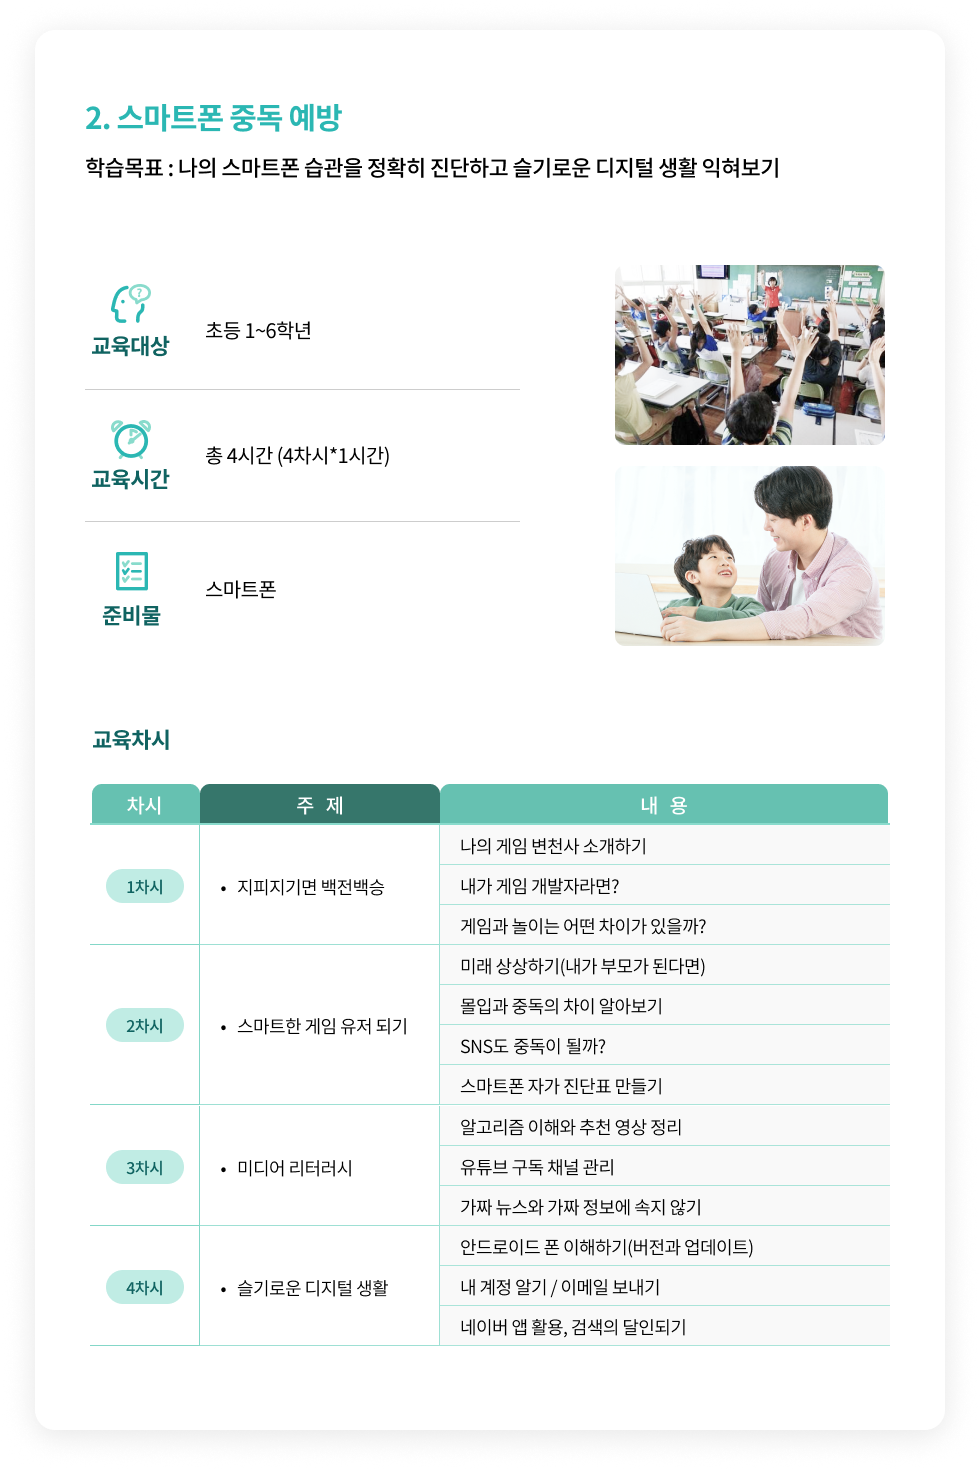 2. 스마트폰 중독 예방
학습목표 : 나의 스마트폰 습관을 정확히 진단하고 슬기로운 디지털 생활 익혀보기
?
교육대상
초등 1~6학년
교육시간
총 4시간 (4차시*1시간)
준비물
스마트폰
교육차시
차시 주 제 내 용
1차시
• 지피지기면 백전백승
나의 게임 변천사 소개하기
내가 게임 개발자라면?
게임과 놀이는 어떤 차이가 있을까?
2차시
• 스마트한 게임 유저 되기
미래 상상하기(내가 부모가 된다면)
몰입과 중독의 차이 알아보기
SNS도 중독이 될까?
스마트폰 자가 진단표 만들기
3차시
• 미디어 리터러시
알고리즘 이해와 추천 영상 정리
유튜브 구독 채널 관리
가짜 뉴스와 가짜 정보에 속지 않기
4차시
• 슬기로운 디지털 생활
안드로이드 폰 이해하기(버전과 업데이트)
내 계정 알기 / 이메일 보내기
네이버 앱 활용, 검색의 달인되기